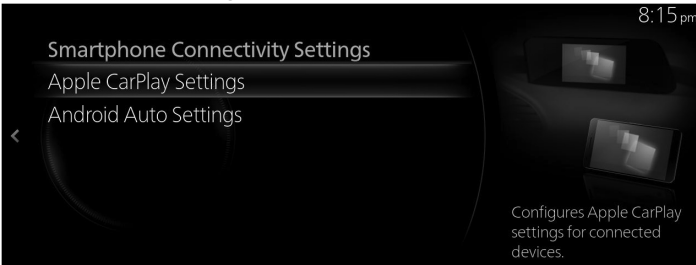 8:15 pm
Smartphone Connectivity Settings
Apple CarPlay Settings
Android Auto Settings
Configures Apple CarPlay
settings for connected
devices.